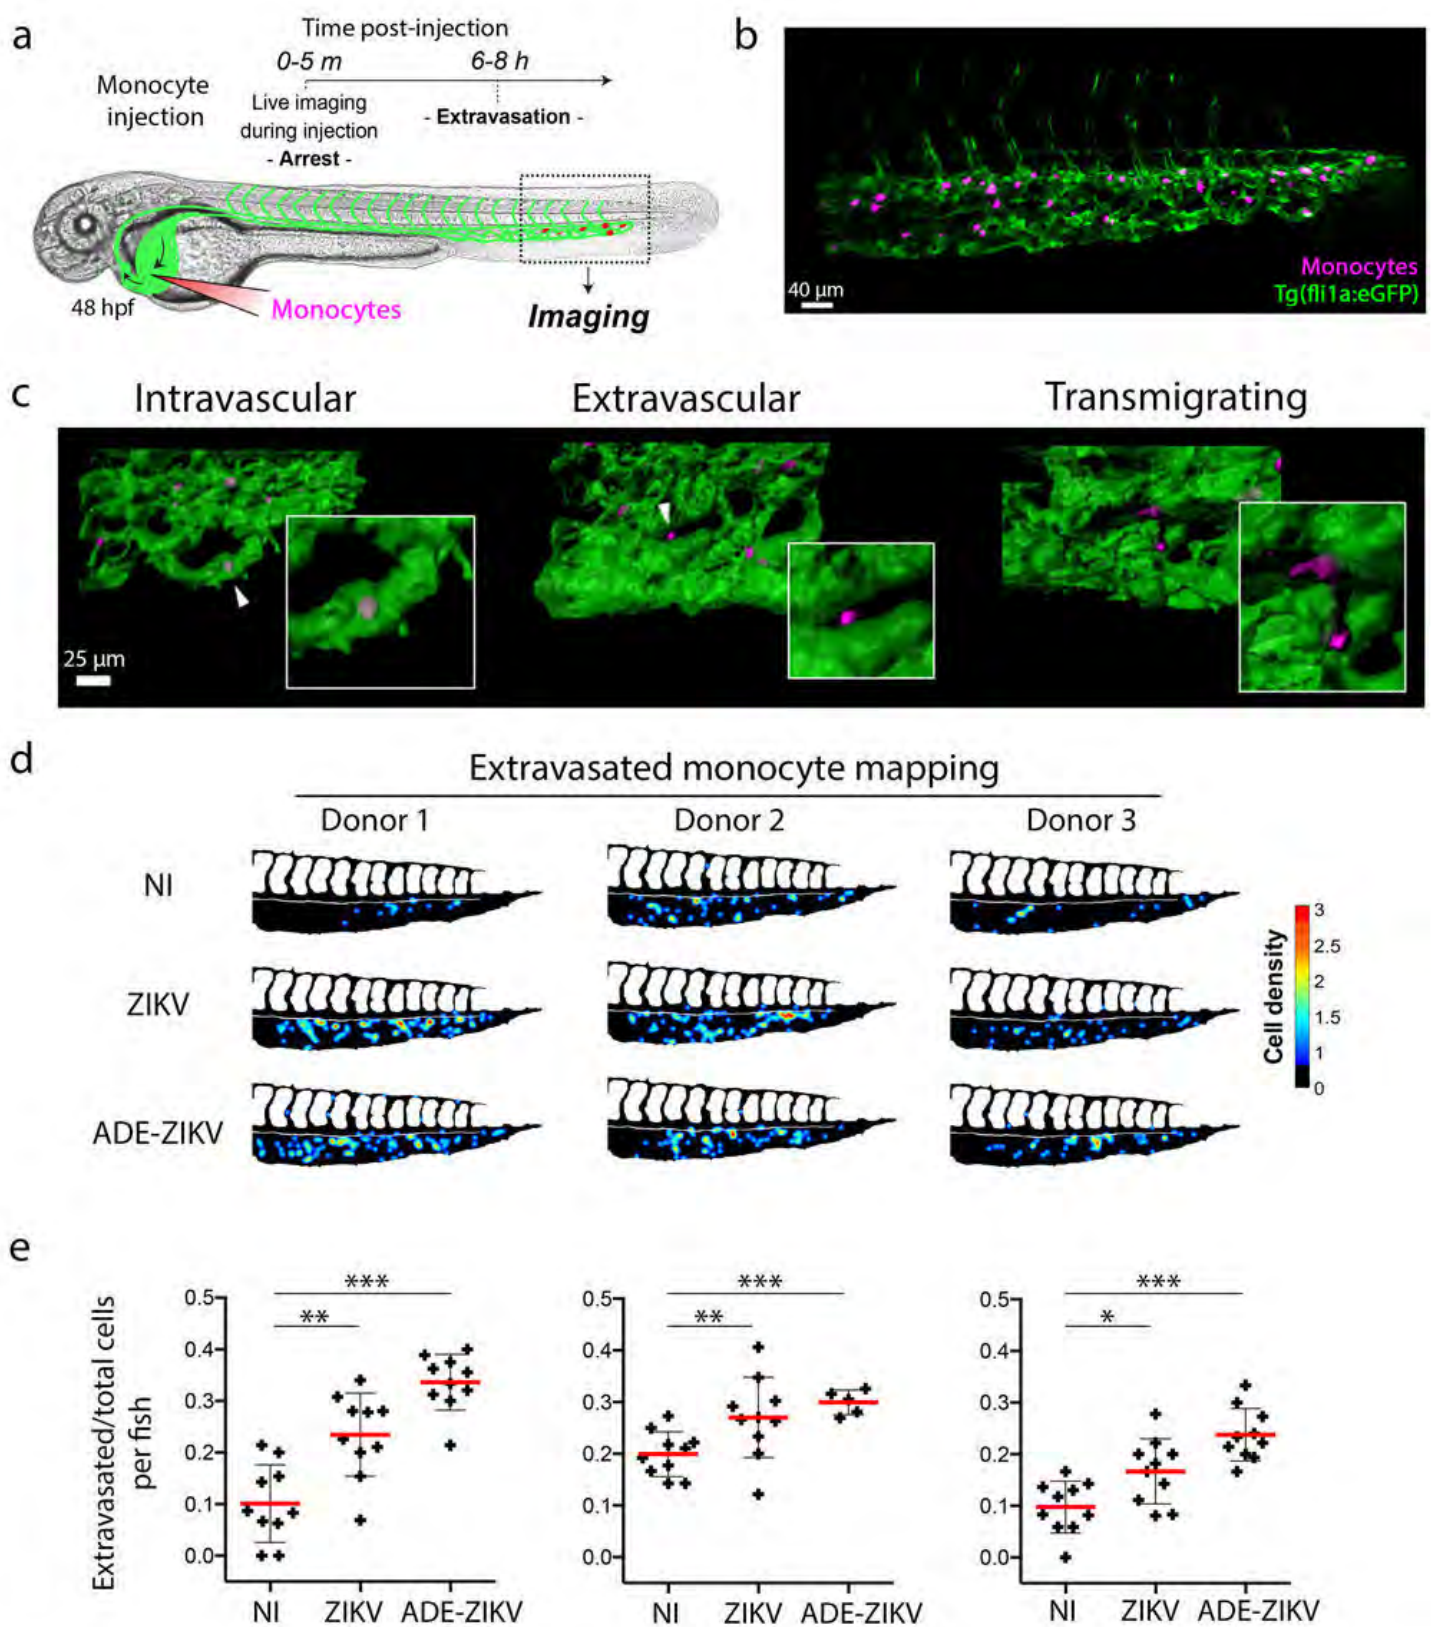 a
Time post-injection
0-5 m
6-8 h
Monocyte
injection
Live imaging
during injection
- Arrest -
- Extravasation -
48 hpf
Monocytes
Imaging
b
Monocytes
Tg(fli1a:eGFP)
40 µm
c
Intravascular
Extravascular
Transmigrating
25 µm
d
Extravasated monocyte mapping
Donor 1
Donor 2
Donor 3
NI
ZIKV
ADE-ZIKV
Cell density
3
2.5
2
1.5
1
0
e
Extravasated/total cells
per fish
0.5
0.4
0.3
0.2
0.1
0.0
***
**
NI
ZIKV
ADE-ZIKV
0.5
0.4
0.3
0.2
0.1
0.0
***
**
NI
ZIKV
ADE-ZIKV
0.5
0.4
0.3
0.2
0.1
0.0
***
*
NI
ZIKV
ADE-ZIKV